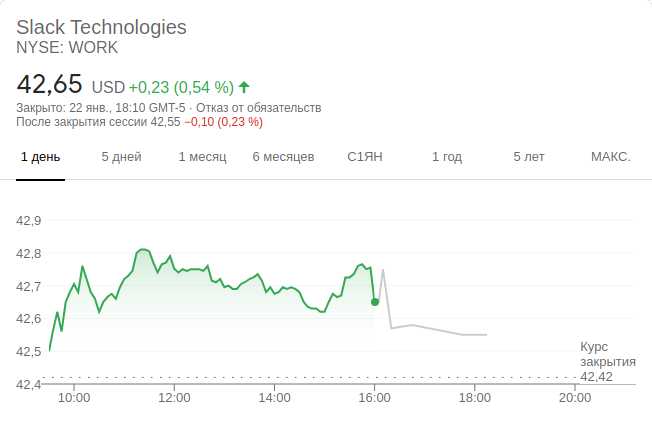 Slack Technologies
NYSE: WORK
42,65 USD +0,23 (0,54 %)
Закрыто: 22 янв., 18:10 GMT-5 · Отказ от обязательств
После закрытия сессии 42,55 −0,10 (0,23 %)
1 день 5 дней 1 месяц 6 месяцев С1ЯН 1 год 5 лет МАКС.
42,9
42,8
42,7
42,6
42,5
Курс
закрытия
42,42
42,4
10:00 12:00 14:00 16:00 18:00 20:00